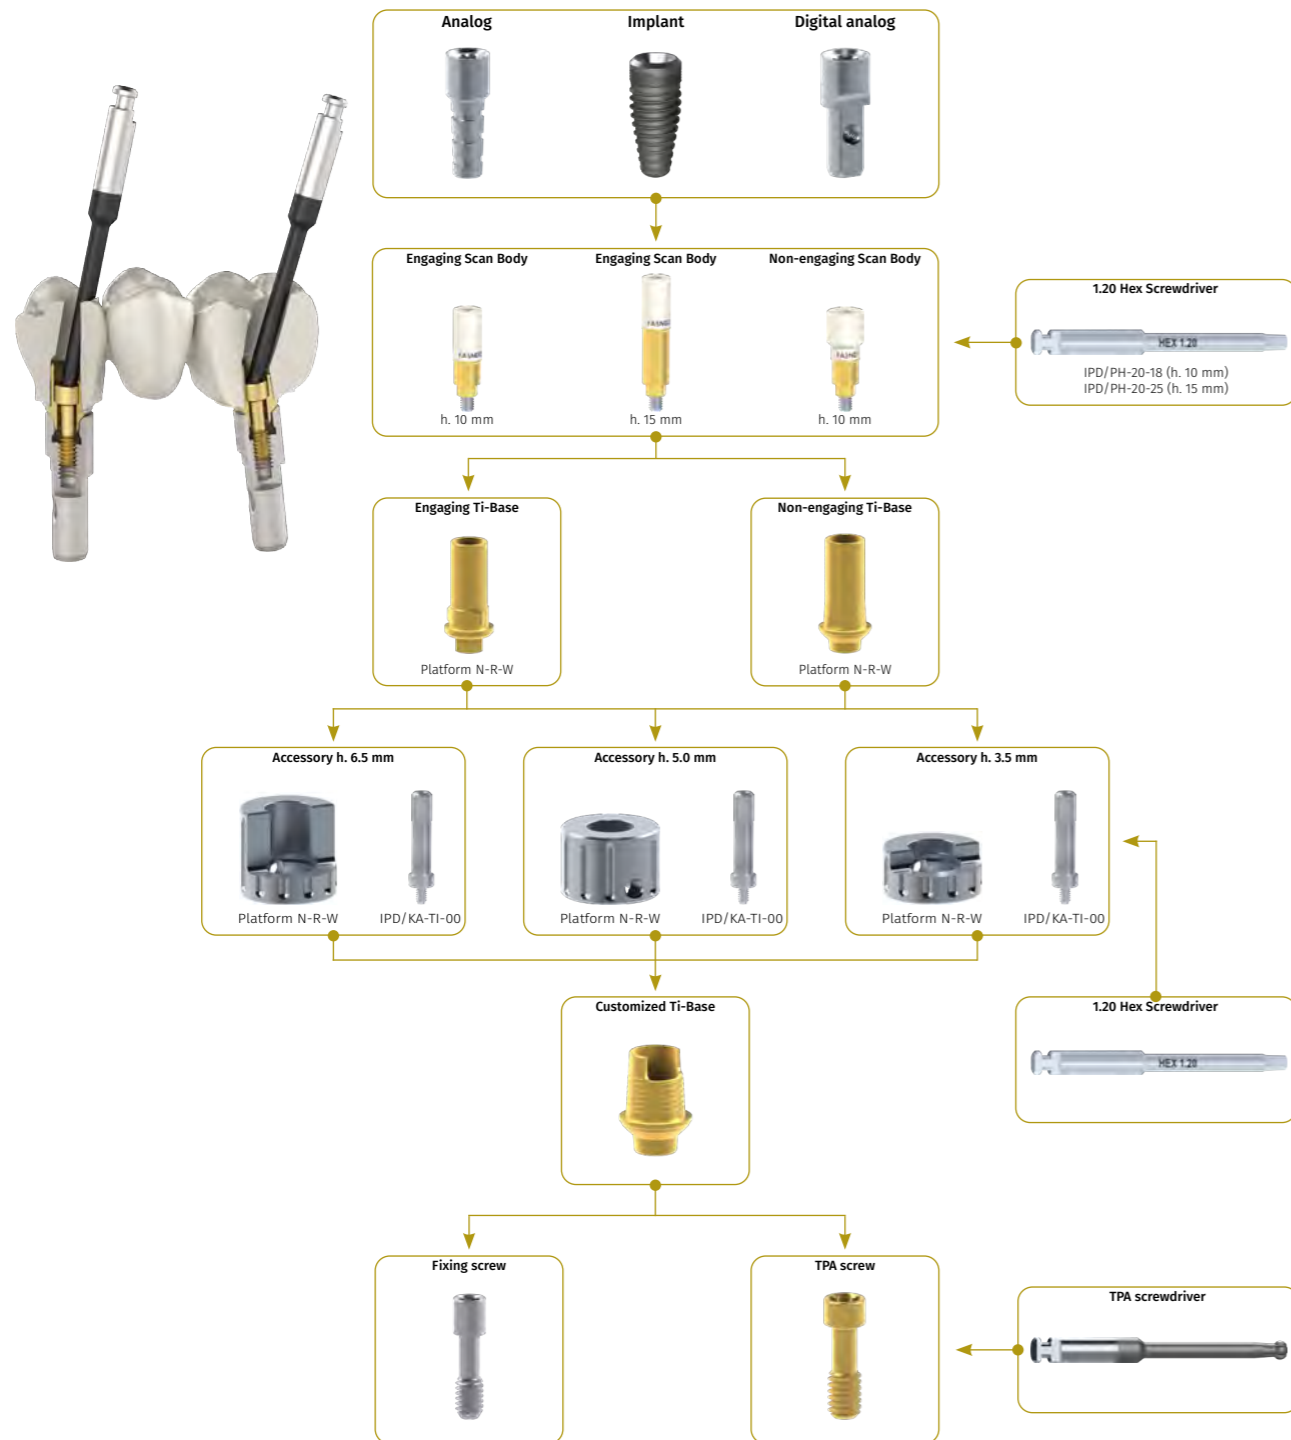 Analog
Implant
Digital analog
Engaging Scan Body
h. 10 mm
Engaging Scan Body
h. 15 mm
Non-engaging Scan Body
h. 10 mm
1.20 Hex Screwdriver
HEX 1.20
IPD/PH-20-18 (h. 10 mm)
IPD/PH-20-25 (h. 15 mm)
Engaging Ti-Base
Platform N-R-W
Non-engaging Ti-Base
Platform N-R-W
Accessory h. 6.5 mm
Platform N-R-W
IPD/KA-TI-00
Accessory h. 5.0 mm
Platform N-R-W
IPD/KA-TI-00
Accessory h. 3.5 mm
Platform N-R-W
IPD/KA-TI-00
Customized Ti-Base
1.20 Hex Screwdriver
HEX 1.20
Fixing screw
TPA screw
TPA screwdriver